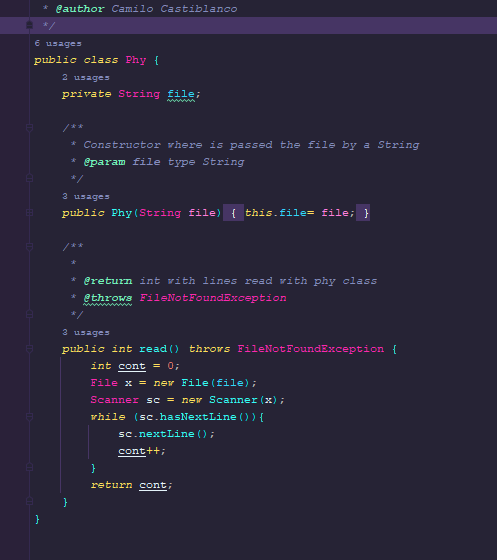 * @author Camilo Castiblanco
*/
6 usages
public class Phy {
2 usages
private String file;
/**
* Constructor where is passed the file by a String
* @param file type String
*/
3 usages
public Phy(String file) { this.file= file; }
/**
*
* @return int with lines read with phy class
* @throws FileNotFoundException
*/
3 usages
public int read() throws FileNotFoundException {
int cont = 0;
File x = new File(file);
Scanner sc = new Scanner(x);
while (sc.hasNextLine()){
sc.nextLine();
cont++;
}
return cont;
}
}